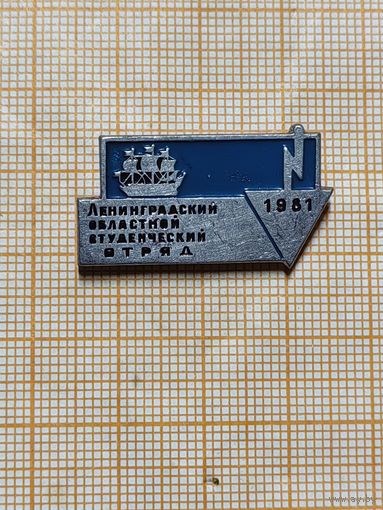 1981
Ленинградский
областной
студенческий
отряд